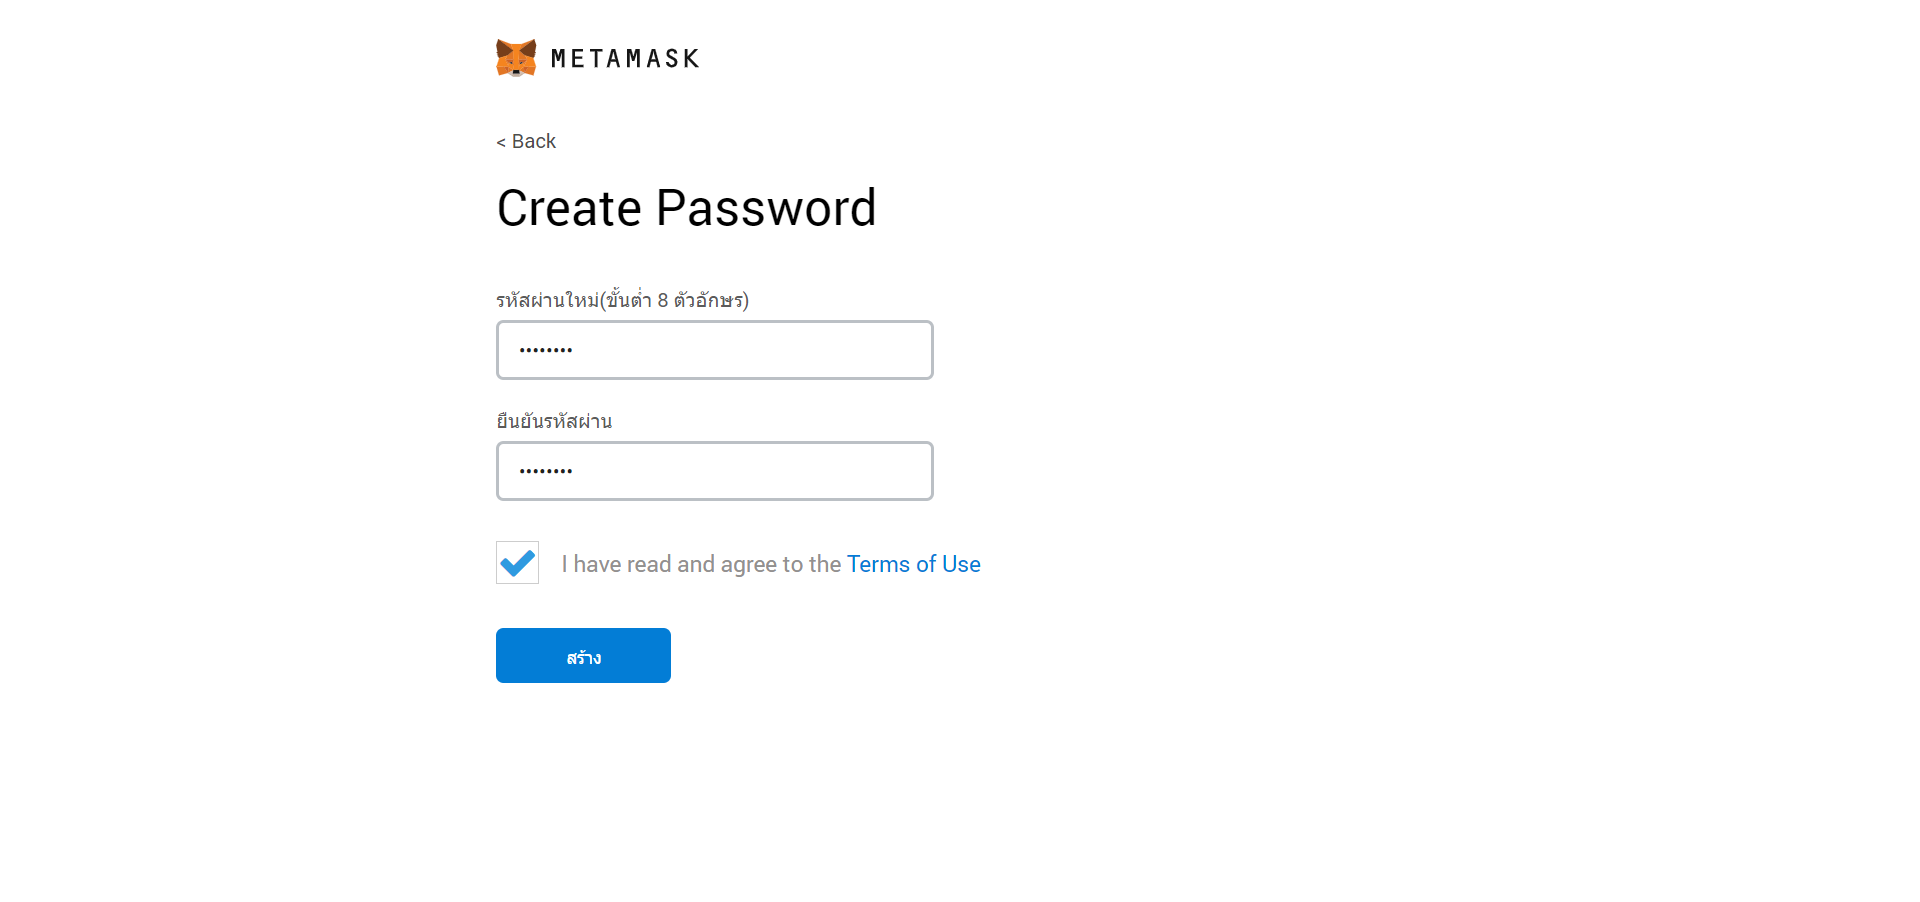 METAMASK
< Back
Create Password
รหัสผ่านใหม่(ขั้นต่ำ 8 ตัวอักษร)
••••••••
ยืนยันรหัสผ่าน
••••••••
I have read and agree to the Terms of Use
สร้าง